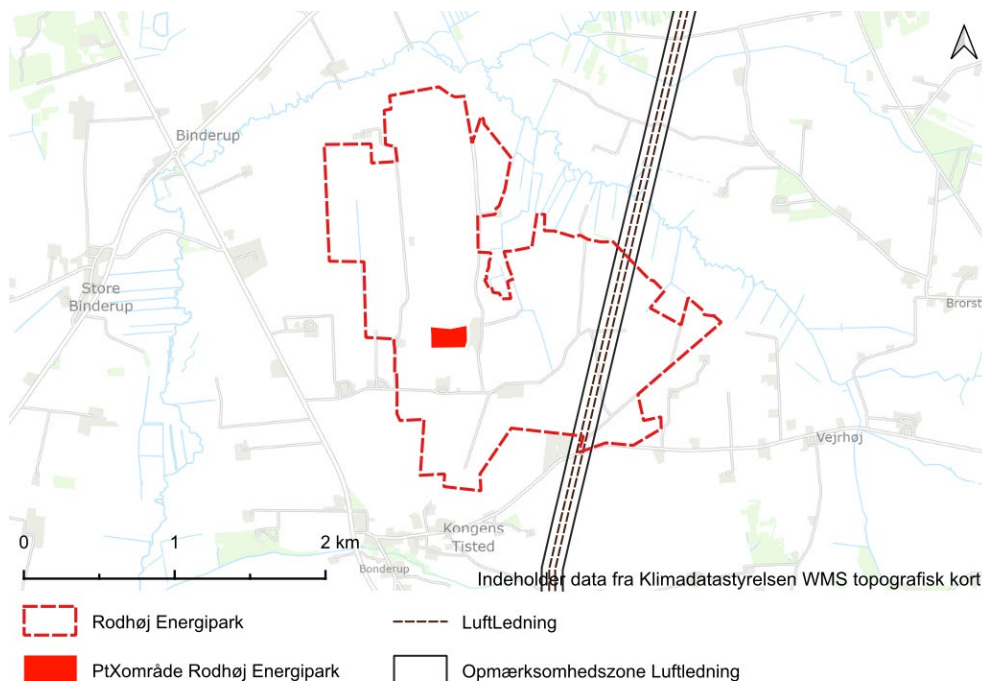 Binderup
Store
Binderup
Brorst
Vejrhøj
Kongens
Tisted
Bonderup
0 1 2 km
Indeholder data fra Klimadatastyrelsen WMS topografisk kort
Rodhøj Energipark
LuftLedning
PtXområde Rodhøj Energipark
Opmærksomhedszone Luftledning